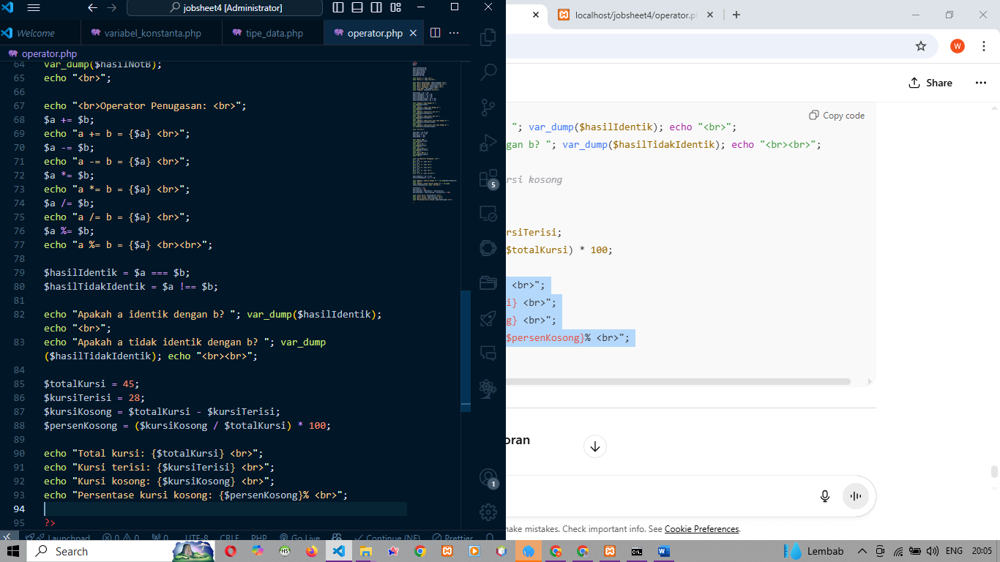 jobsheet4 [Administrator]
Welcome
variabel_konstanta.php
tipe_data.php
operator.php
operator.php
64 var_dump($hasilNotB);
65 echo "<br>";
66
67 echo "<br>Operator Penugasan: <br>";
68 $a += $b;
69 echo "a += b = {$a} <br>";
70 $a -= $b;
71 echo "a -= b = {$a} <br>";
72 $a *= $b;
73 echo "a *= b = {$a} <br>";
74 $a /= $b;
75 echo "a /= b = {$a} <br>";
76 $a %= $b;
77 echo "a %= b = {$a} <br><br>";
78
79 $hasilIdentik = $a === $b;
80 $hasilTidakIdentik = $a !== $b;
81
82 echo "Apakah a identik dengan b? "; var_dump($hasilIdentik);
echo "<br>";
83 echo "Apakah a tidak identik dengan b? "; var_dump
($hasilTidakIdentik); echo "<br><br>";
84
85 $totalKursi = 45;
86 $kursiTerisi = 28;
87 $kursiKosong = $totalKursi - $kursiTerisi;
88 $persenKosong = ($kursiKosong / $totalKursi) * 100;
89
90 echo "Total kursi: {$totalKursi} <br>";
91 echo "Kursi terisi: {$kursiTerisi} <br>";
92 echo "Kursi kosong: {$kursiKosong} <br>";
93 echo "Persentase kursi kosong: {$persenKosong}% <br>";
94
95 ?>
5
1
Launchpad
0
0
0
UTF-8
CRLF
PHP
Go Live
Continue (NE)
Prettier
localhost/jobsheet4/operator.p
W
Share
Copy code
"; var_dump($hasilIdentik); echo "<br>";
gan b? "; var_dump($hasilTidakIdentik); echo "<br><br>";
rsi kosong
rsiTerisi;
$totalKursi) * 100;
<br>";
i} <br>";
g} <br>";
$persenKosong}% <br>";
oran
make mistakes. Check important info. See Cookie Preferences.
Search
Lembab
ENG
20:05